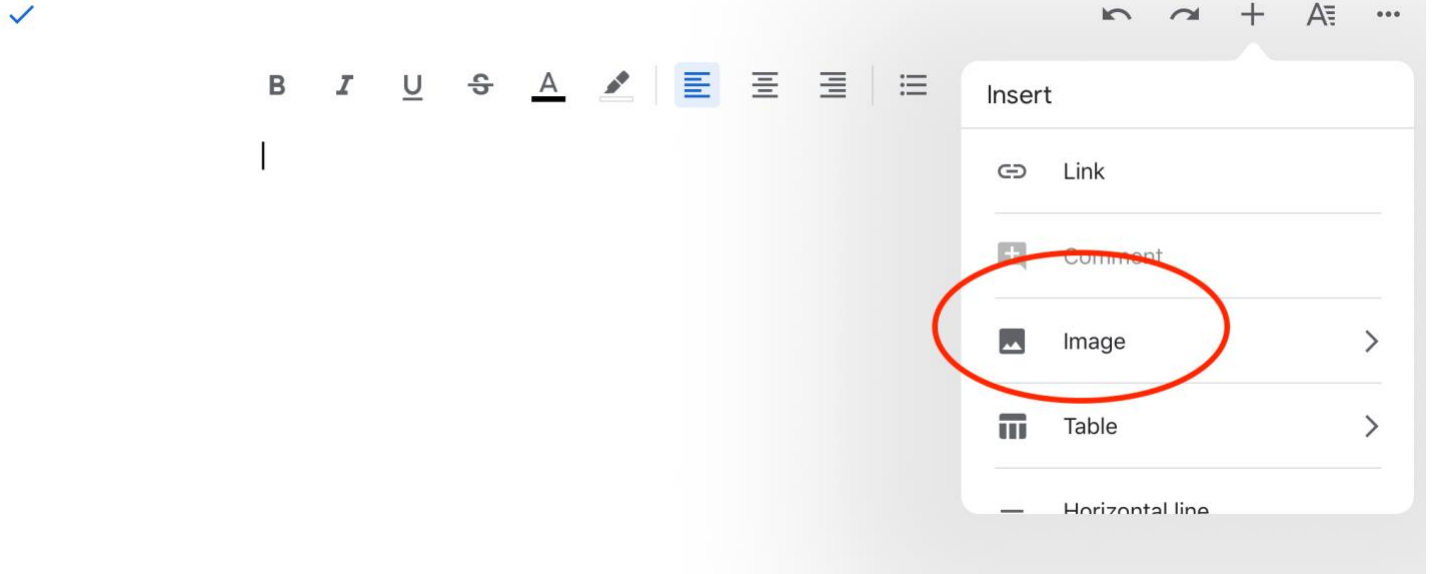 B I U S A
Insert
Link
Comment
Image
Table
Horizontal line